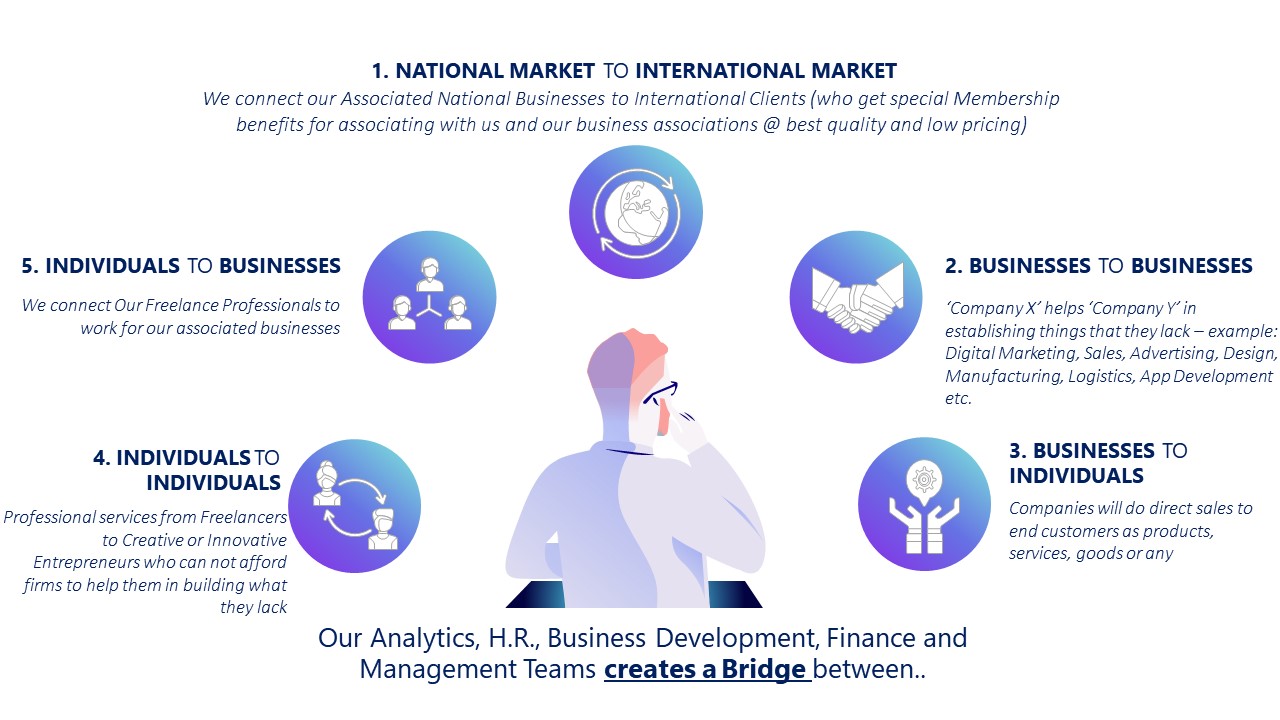 1. NATIONAL MARKET TO INTERNATIONAL MARKET
We connect our Associated National Businesses to International Clients (who get special Membership
benefits for associating with us and our business associations @ best quality and low pricing)
2. BUSINESSES TO BUSINESSES
‘Company X’ helps ‘Company Y’ in
establishing things that they lack – example:
Digital Marketing, Sales, Advertising, Design,
Manufacturing, Logistics, App Development
etc.
3. BUSINESSES TO
INDIVIDUALS
Companies will do direct sales to
end customers as products,
services, goods or any
4. INDIVIDUALS TO
INDIVIDUALS
Professional services from Freelancers
to Creative or Innovative
Entrepreneurs who can not afford
firms to help them in building what
they lack
5. INDIVIDUALS TO BUSINESSES
We connect Our Freelance Professionals to
work for our associated businesses
Our Analytics, H.R., Business Development, Finance and
Management Teams creates a Bridge between..